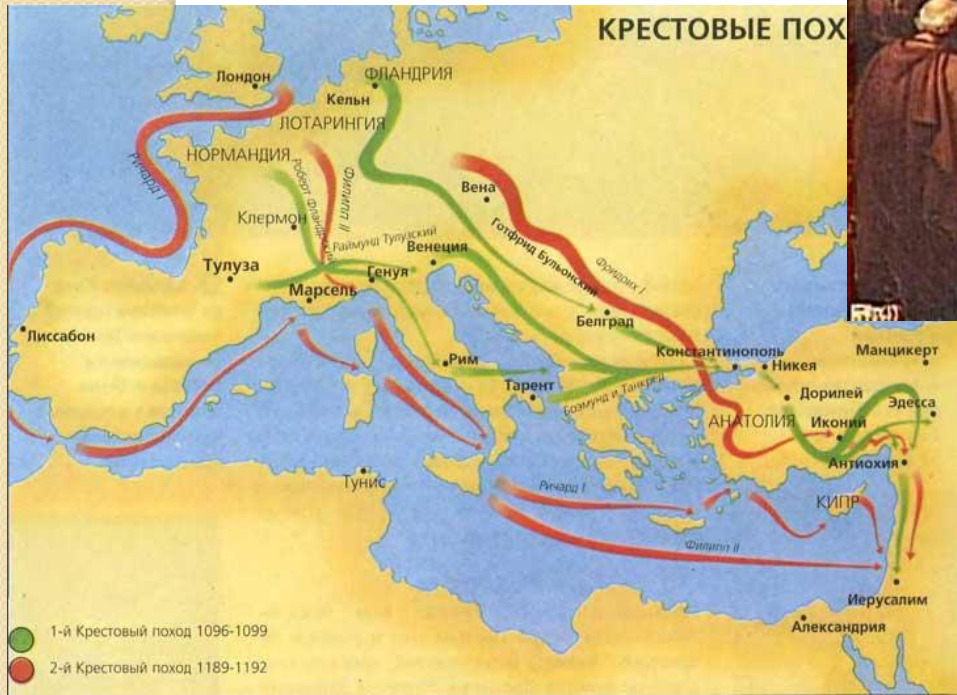 КРЕСТОВЫЕ ПОХ
Лондон
ФЛАНДРИЯ
Кельн
ЛОТАРИНГИЯ
НОРМАНДИЯ
Ричард I
Роберт Фландрский
Филипп II
Вена
Клермон
Раймунд Тулузский
Готфрид Бульонский
Фридрих I
Венеция
Тулуза
Генуя
Марсель
Белград
Лиссабон
Константинополь
Манцикерт
Рим
Никея
Тарент
Боэмунд и Танкред
Дорилей
Эдесса
АНАТОЛИЯ
Иконий
Антиохия
Тунис
Ричард I
КИПР
Филипп II
Иерусалим
Александрия
1-й Крестовый поход 1096-1099
2-й Крестовый поход 1189-1192